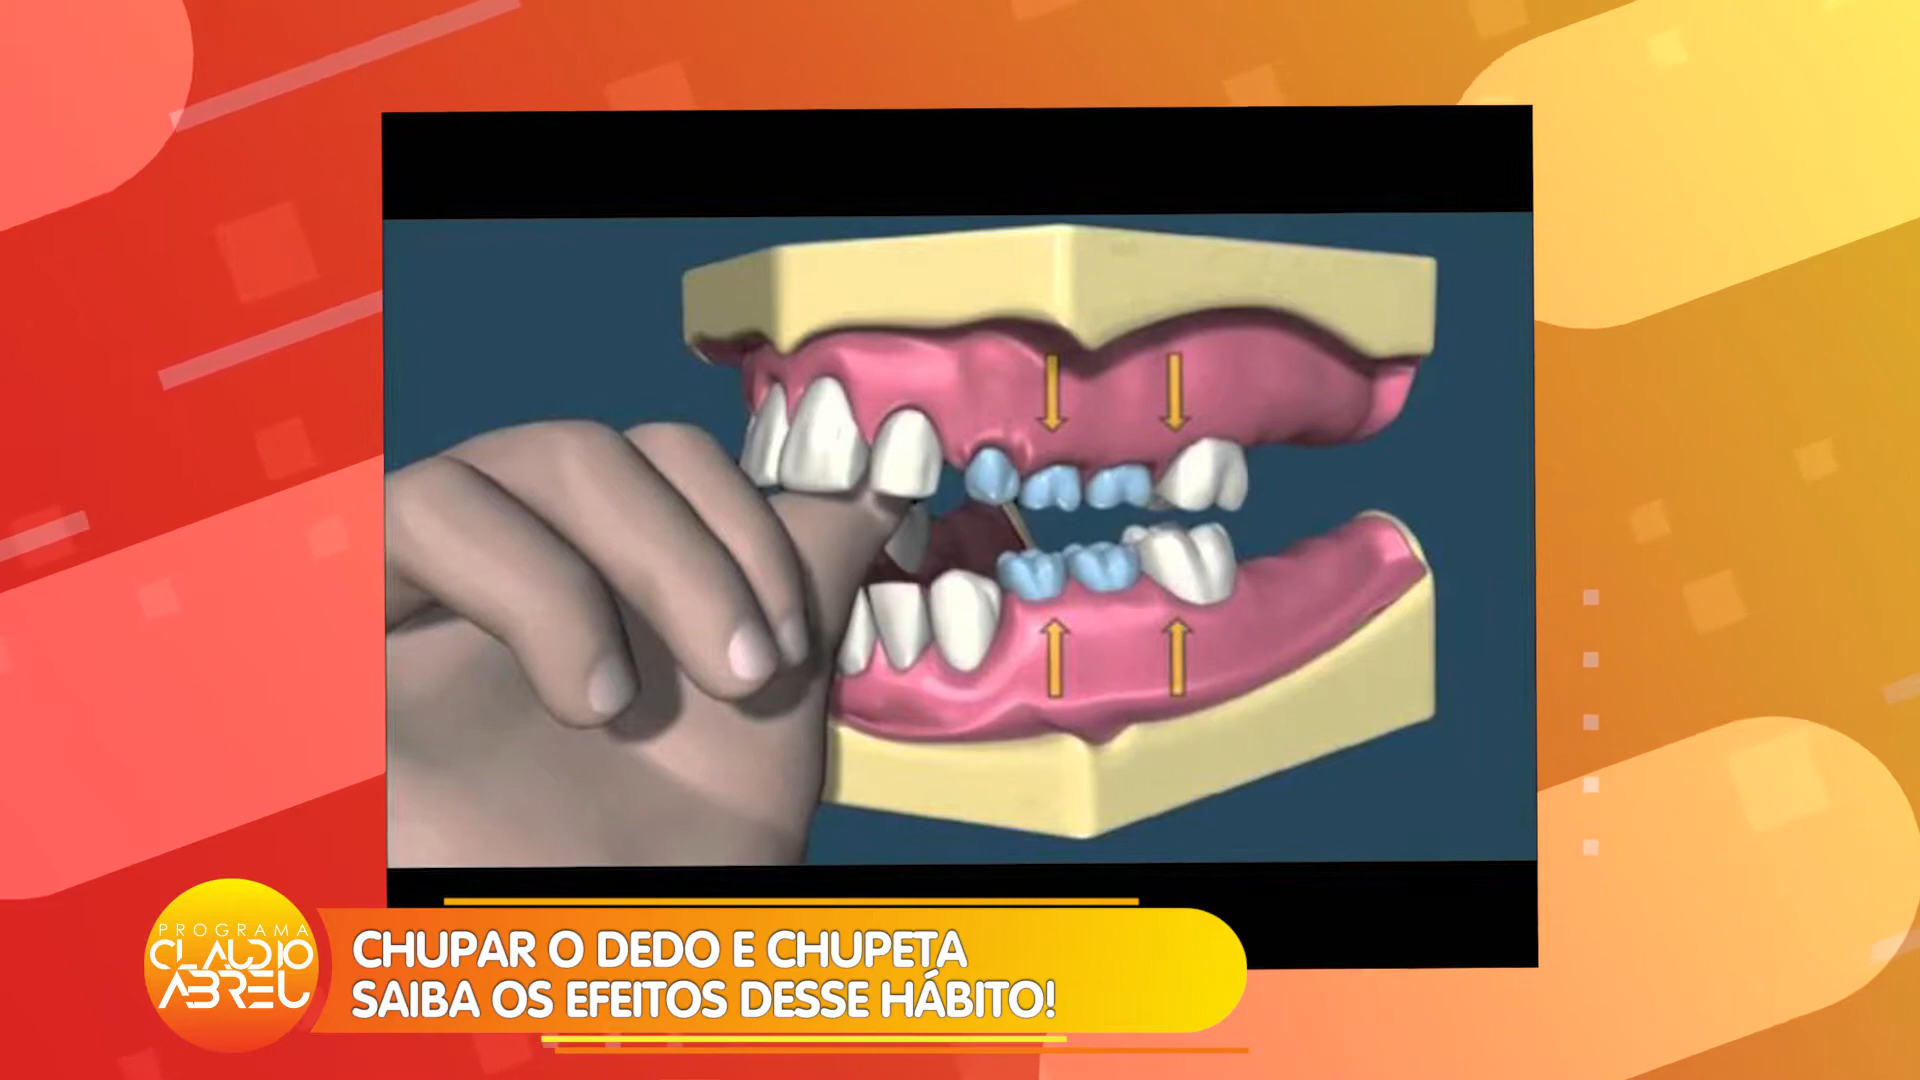 PROGRAMA
CLAUDIO
ABREU
CHUPAR O DEDO E CHUPETA
SAIBA OS EFEITOS DESSE HÁBITO!